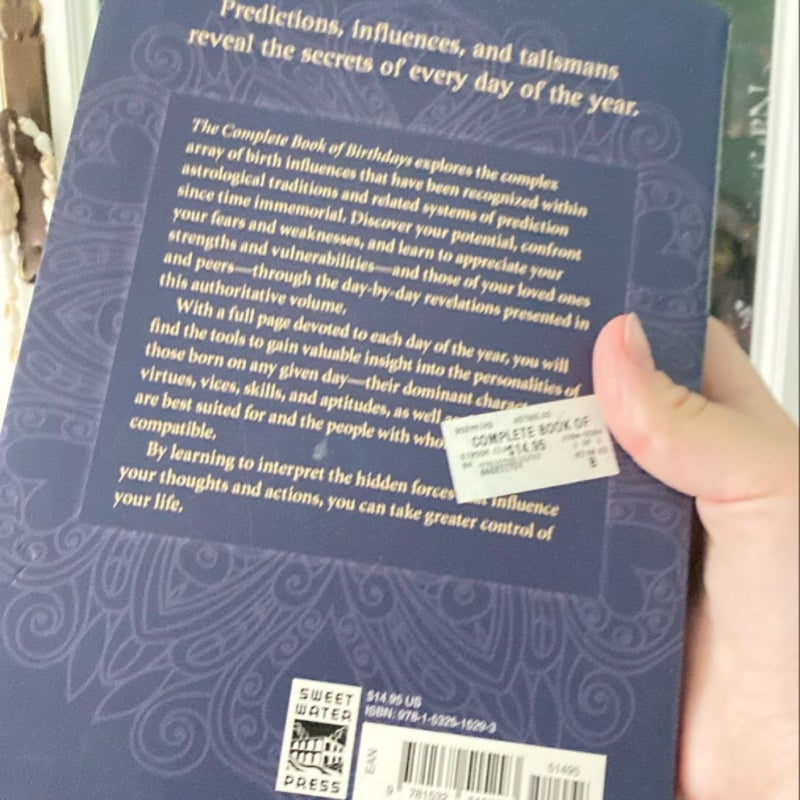 Predictions, influences, and talismans
reveal the secrets of every day of the year.
The Complete Book of Birthdays explores the complex
array of birth influences that have been recognized within
astrological traditions and related systems of prediction
since time immemorial. Discover your potential, confront
your fears and weaknesses, and learn to appreciate your
strengths and vulnerabilities—and those of your loved ones
and peers—through the day-by-day revelations presented in
this authoritative volume.
With a full page devoted to each day of the year, you will
find the tools to gain valuable insight into the personalities of
those born on any given day—their dominant
virtues, vices, skills, and aptitudes, as well
are best suited for and the people with
compatible.
By learning to interpret the hidden forces influence
your thoughts and actions, you can take greater control of
your life.
COMPLETE BOOK OF
$14.95
B
SWEET
WATER
PRESS
$14.95 US
ISBN: 978-1-5326-1529-3
EAN
51495
9 781532